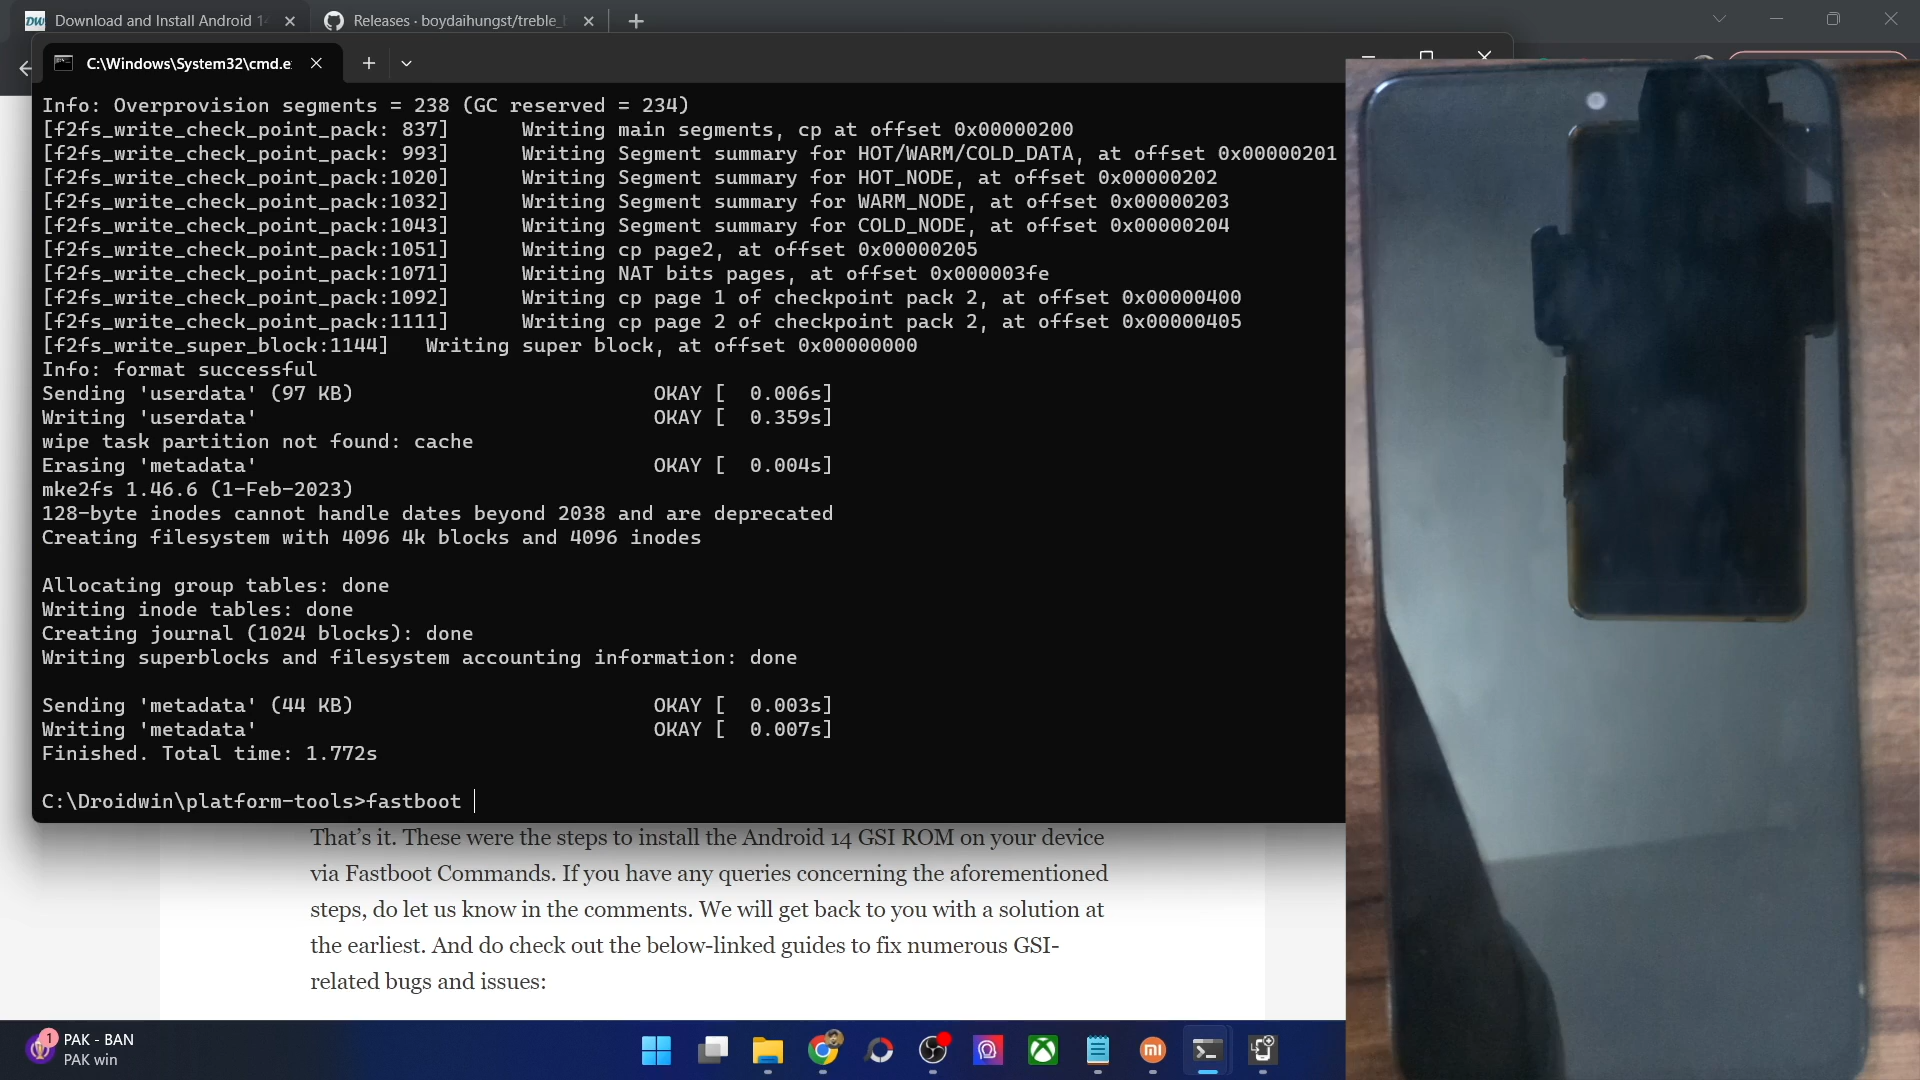 Download and Install Android 1
Releases · boydaihungst/treble_
C:\Windows\System32\cmd.e
Info: Overprovision segments = 238 (GC reserved = 234)
[f2fs_write_check_point_pack: 837]      Writing main segments, cp at offset 0x00000200
[f2fs_write_check_point_pack: 993]      Writing Segment summary for HOT/WARM/COLD_DATA, at offset 0x00000201
[f2fs_write_check_point_pack:1020]      Writing Segment summary for HOT_NODE, at offset 0x00000202
[f2fs_write_check_point_pack:1032]      Writing Segment summary for WARM_NODE, at offset 0x00000203
[f2fs_write_check_point_pack:1043]      Writing Segment summary for COLD_NODE, at offset 0x00000204
[f2fs_write_check_point_pack:1051]      Writing cp page2, at offset 0x00000205
[f2fs_write_check_point_pack:1071]      Writing NAT bits pages, at offset 0x000003fe
[f2fs_write_check_point_pack:1092]      Writing cp page 1 of checkpoint pack 2, at offset 0x00000400
[f2fs_write_check_point_pack:1111]      Writing cp page 2 of checkpoint pack 2, at offset 0x00000405
[f2fs_write_super_block:1144]   Writing super block, at offset 0x00000000
Info: format successful
Sending 'userdata' (97 KB)                         OKAY [  0.006s]
Writing 'userdata'                                 OKAY [  0.359s]
wipe task partition not found: cache
Erasing 'metadata'                                 OKAY [  0.004s]
mke2fs 1.46.6 (1-Feb-2023)
128-byte inodes cannot handle dates beyond 2038 and are deprecated
Creating filesystem with 4096 4k blocks and 4096 inodes
Allocating group tables: done
Writing inode tables: done
Creating journal (1024 blocks): done
Writing superblocks and filesystem accounting information: done
Sending 'metadata' (44 KB)                         OKAY [  0.003s]
Writing 'metadata'                                 OKAY [  0.007s]
Finished. Total time: 1.772s
C:\Droidwin\platform-tools>fastboot
That's it. These were the steps to install the Android 14 GSI ROM on your device
via Fastboot Commands. If you have any queries concerning the aforementioned
steps, do let us know in the comments. We will get back to you with a solution at
the earliest. And do check out the below-linked guides to fix numerous GSI-
related bugs and issues:
1
PAK - BAN
PAK win